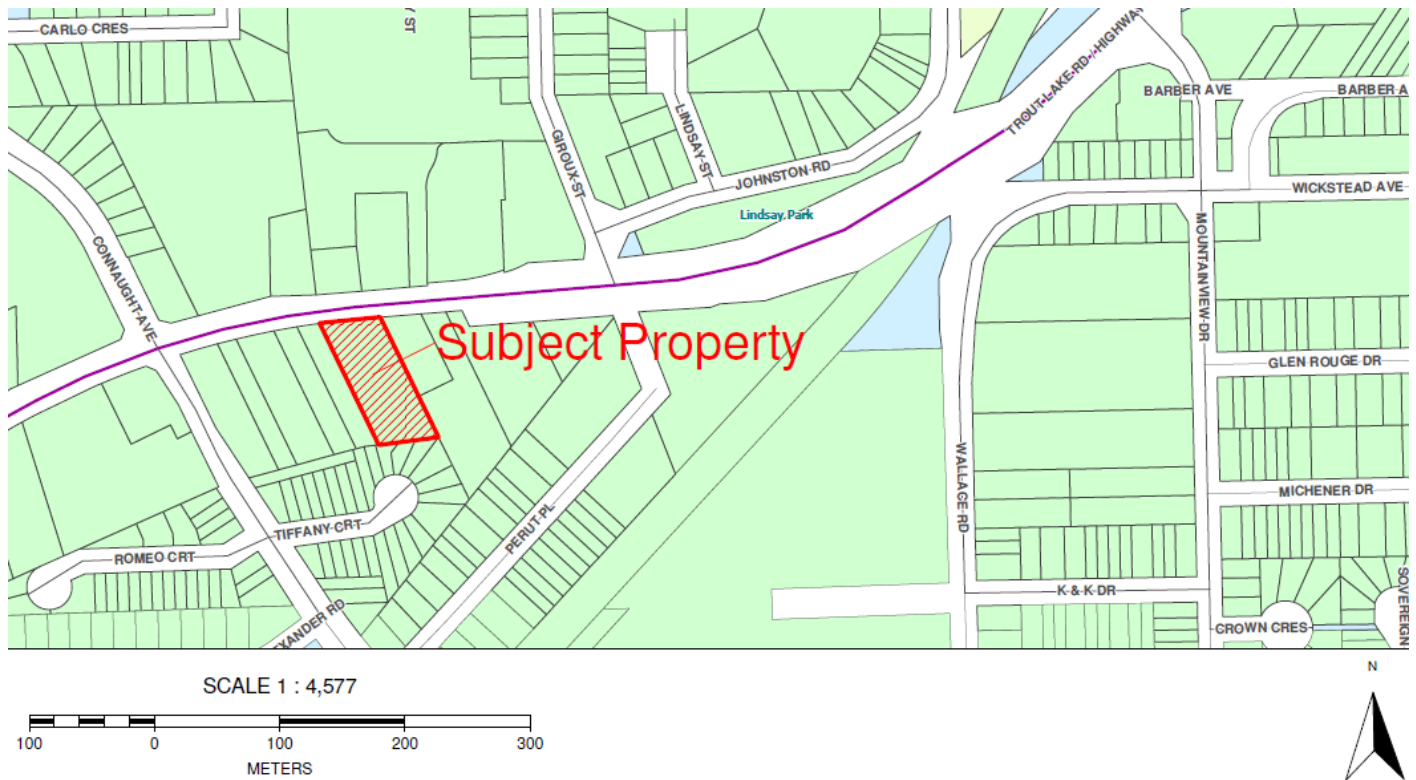 CARLO CRES
Y ST
TROUT LAKE RD / HIGHWA
BARBER AVE
BARBER A
GIROUX ST
LINDSAY ST
JOHNSTON RD
WICKSTEAD AVE
Lindsay Park
CONNAUGHT AVE
MOUNTAINVIEW DR
Subject Property
GLEN ROUGE DR
WALLACE RD
MICHENER DR
TIFFANY CRT
PERUT PL
ROMEO CRT
K & K DR
SOVEREIGN
EXANDER RD
CROWN CRES
SCALE 1 : 4,577
N
100 0 100 200 300
METERS